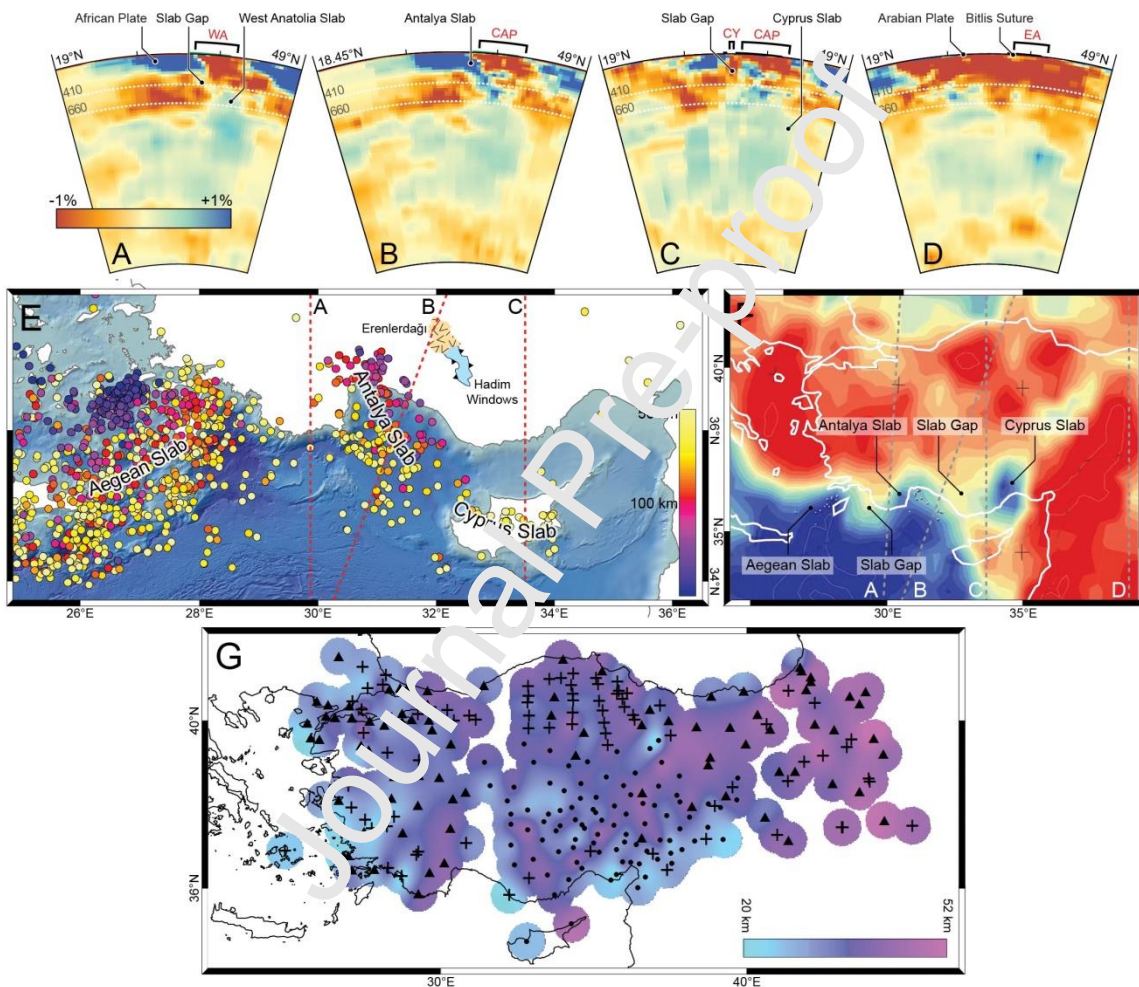 African Plate
Slab Gap
West Anatolia Slab
WA
19°N
49°N
410
660
-1%
+1%
A
Antalya Slab
CAP
18.45°N
49°N
410
660
B
Slab Gap
CY
CAP
Cyprus Slab
19°N
49°N
410
660
C
Arabian Plate
Bitlis Suture
EA
19°N
49°N
410
660
D
E
A
B
C
Erenlerdağı
Hadim
Windows
Antalya Slab
Aegean Slab
Cyprus Slab
100 km
36°N
34°N
26°E
28°E
30°E
32°E
34°E
36°E
Antalya Slab
Slab Gap
Cyprus Slab
Aegean Slab
Slab Gap
A
B
C
D
40°N
35°N
30°E
35°E
G
40°N
36°N
20 km
52 km
30°E
40°E
Journal Pre-proof